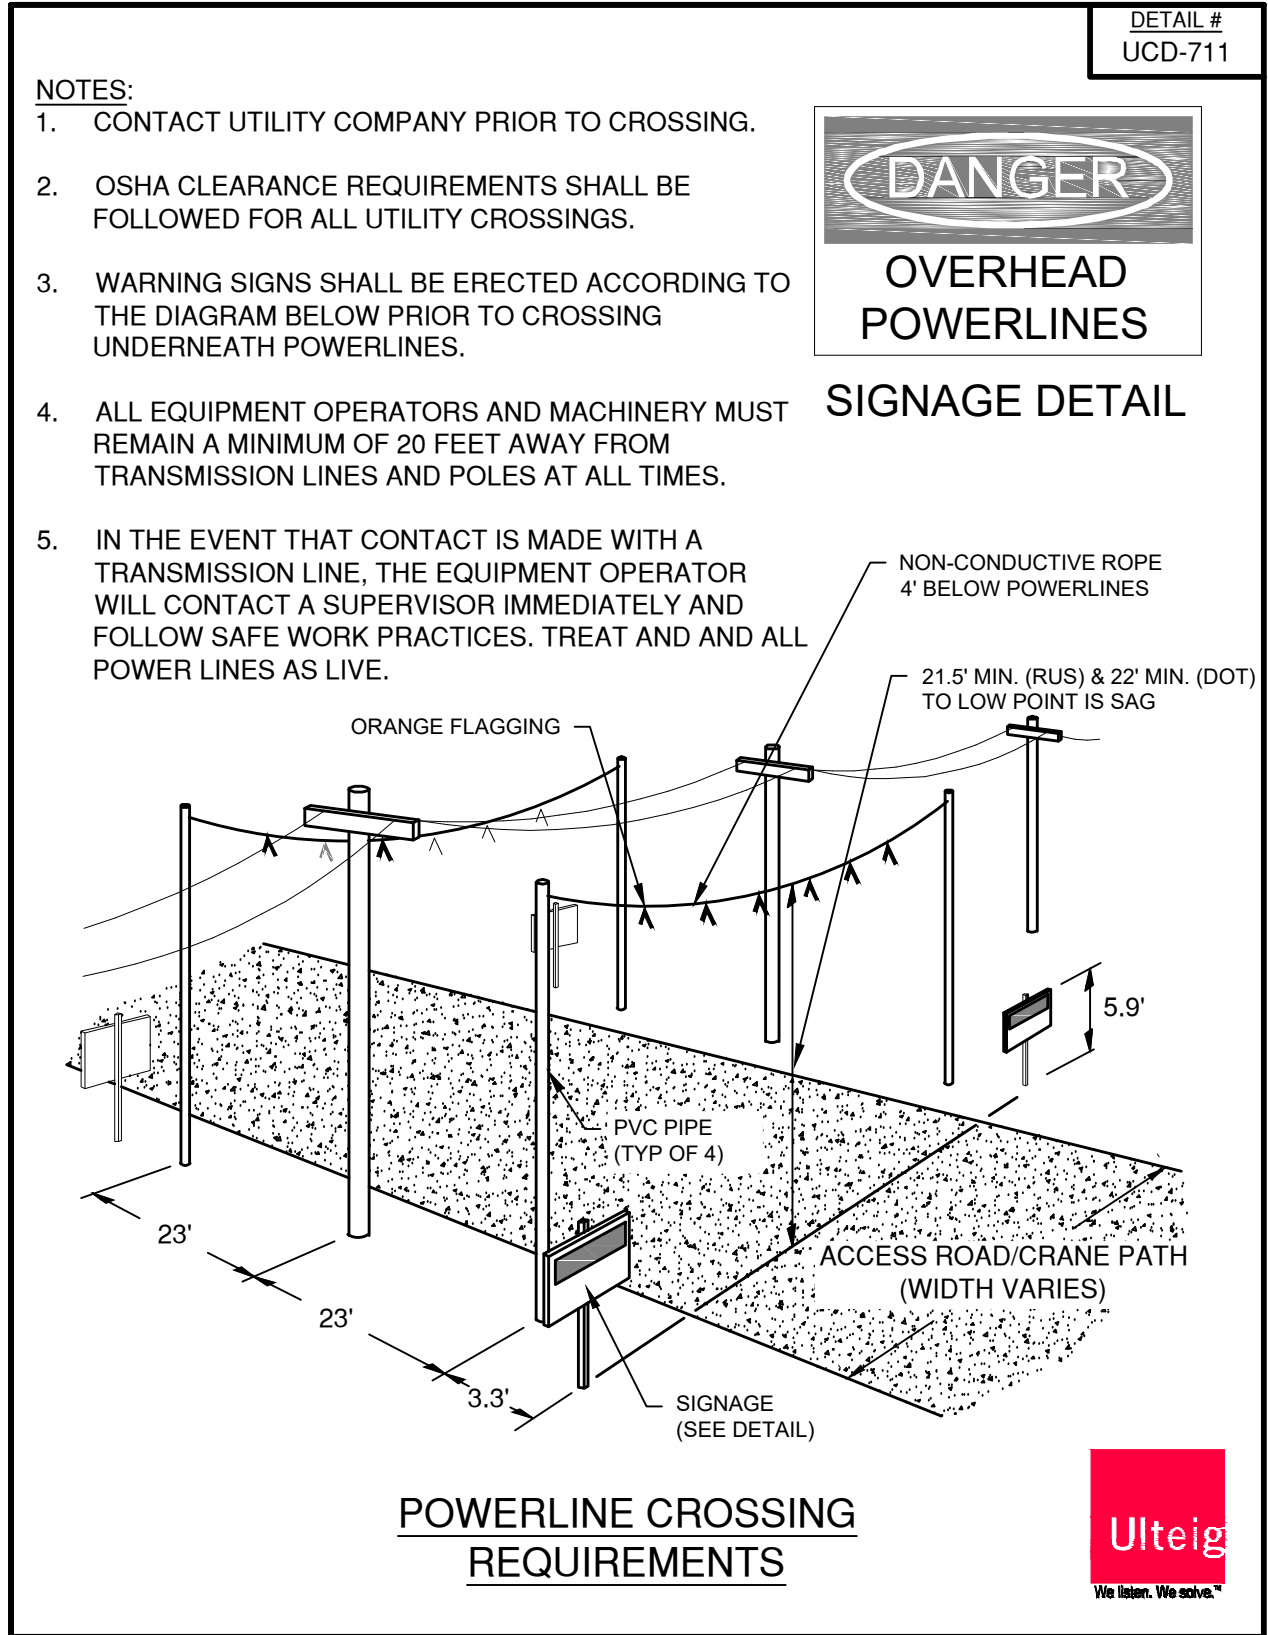 DETAIL #
UCD-711
NOTES:
1. CONTACT UTILITY COMPANY PRIOR TO CROSSING.
2. OSHA CLEARANCE REQUIREMENTS SHALL BE
FOLLOWED FOR ALL UTILITY CROSSINGS.
3. WARNING SIGNS SHALL BE ERECTED ACCORDING TO
THE DIAGRAM BELOW PRIOR TO CROSSING
UNDERNEATH POWERLINES.
4. ALL EQUIPMENT OPERATORS AND MACHINERY MUST
REMAIN A MINIMUM OF 20 FEET AWAY FROM
TRANSMISSION LINES AND POLES AT ALL TIMES.
5. IN THE EVENT THAT CONTACT IS MADE WITH A
TRANSMISSION LINE, THE EQUIPMENT OPERATOR
WILL CONTACT A SUPERVISOR IMMEDIATELY AND
FOLLOW SAFE WORK PRACTICES. TREAT AND AND ALL
POWER LINES AS LIVE.
DANGER
OVERHEAD
POWERLINES
SIGNAGE DETAIL
NON-CONDUCTIVE ROPE
4' BELOW POWERLINES
21.5' MIN. (RUS) & 22' MIN. (DOT)
TO LOW POINT IS SAG
ORANGE FLAGGING
5.9'
PVC PIPE
(TYP OF 4)
23'
23'
3.3'
ACCESS ROAD/CRANE PATH
(WIDTH VARIES)
SIGNAGE
(SEE DETAIL)
POWERLINE CROSSING
REQUIREMENTS
Ulteig
We listen. We solve.™